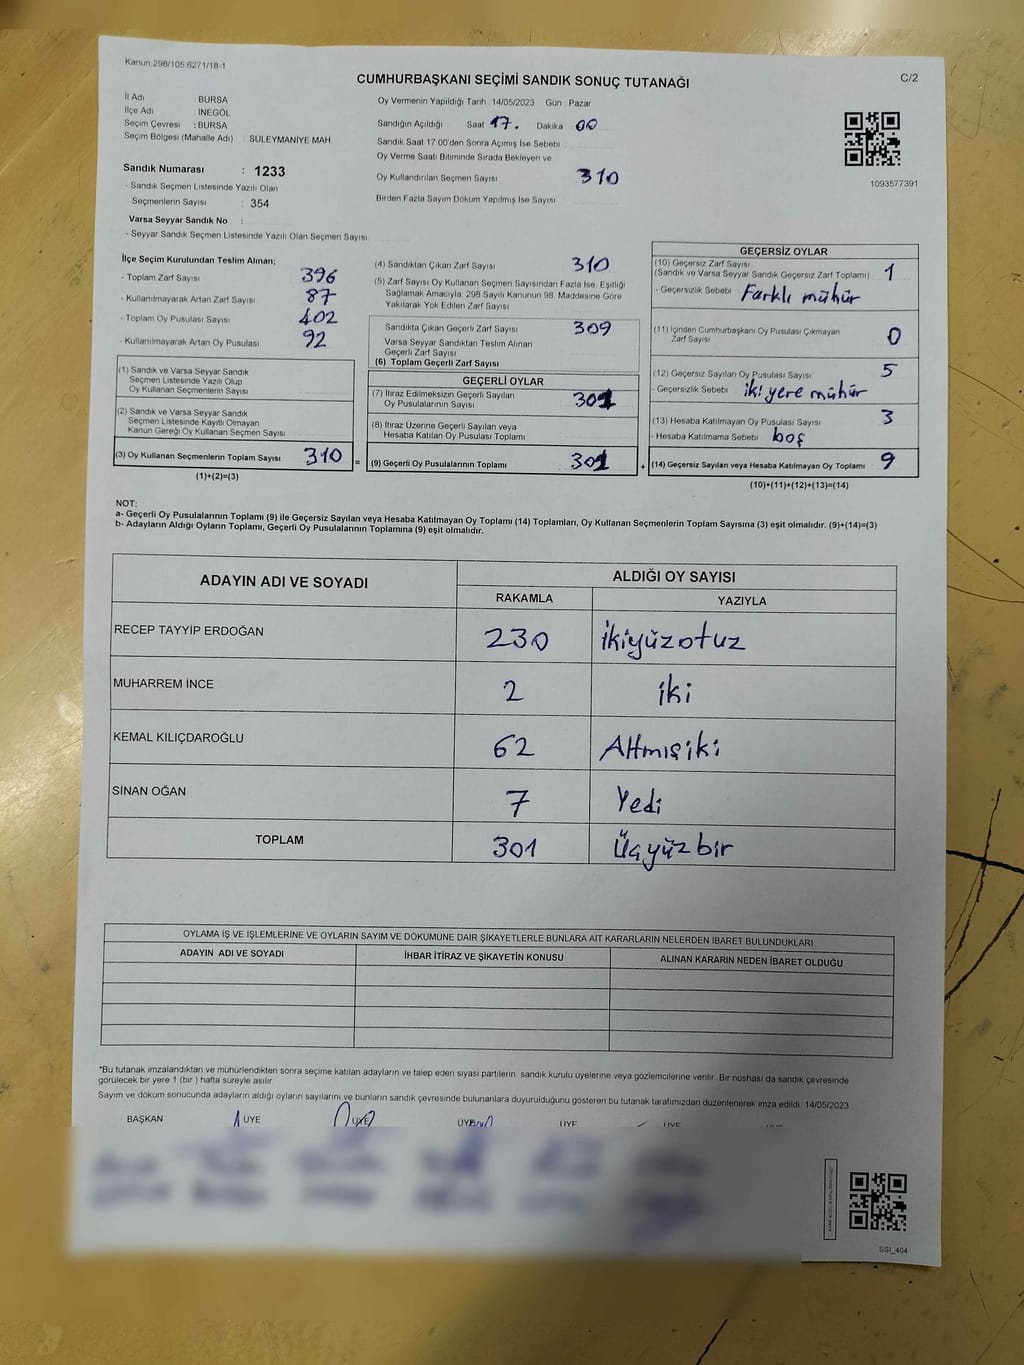 Kanun 298/105.6271/18-1
C/2
CUMHURBAŞKANI SEÇİMİ SANDIK SONUÇ TUTANAĞI
İl Adı BURSA
İlçe Adı İNEGÖL
Seçim Çevresi : BURSA
Seçim Bölgesi (Mahalle Adı) SÜLEYMANİYE MAH
Sandık Numarası : 1233
- Sandık Seçmen Listesinde Yazılı Olan
Seçmenlerin Sayısı : 354
Varsa Seyyar Sandık No :
- Seyyar Sandık Seçmen Listesinde Yazılı Olan Seçmen Sayısı
Oy Vermenin Yapıldığı Tarih :14/05/2023 Gün : Pazar
Sandığın Açıldığı Saat 17. Dakika 00
Sandık Saat 17:00'den Sonra Açımış İse Sebebi
Oy Verme Saati Bitiminde Sırada Bekleyen ve
Oy Kullandırılan Seçmen Sayısı 310
Birden Fazla Sayım Döküm Yapılmış İse Sayısı
1093577391
İlçe Seçim Kurulundan Teslim Alınan;
- Toplam Zarf Sayısı 396
- Kullanılmayarak Artan Zarf Sayısı 87
- Toplam Oy Pusulası Sayısı 402
- Kullanılmayarak Artan Oy Pusulası 92
(1) Sandık ve Varsa Seyyar Sandık
Seçmen Listesinde Yazılı Olup
Oy Kullanan Seçmenlerin Sayısı
(2) Sandık ve Varsa Seyyar Sandık
Seçmen Listesinde Kayıtlı Olmayan
Kanun Gereği Oy Kullanan Seçmen Sayısı
(3) Oy Kullanan Seçmenlerin Toplam Sayısı 310 =
(1)+(2)=(3)
(4) Sandıktan Çıkan Zarf Sayısı 310
(5) Zarf Sayısı Oy Kullanan Seçmen Sayısından Fazla İse, Eşitliği
Sağlamak Amacıyla, 298 Sayılı Kanunun 98. Maddesine Göre
Yakılarak Yok Edilen Zarf Sayısı
Sandıkta Çıkan Geçerli Zarf Sayısı 309
Varsa Seyyar Sandıktan Teslim Alınan
Geçerli Zarf Sayısı
(6) Toplam Geçerli Zarf Sayısı
GEÇERLİ OYLAR
(7) İtiraz Edilmeksizin Geçerli Sayılan
Oy Pusulalarının Sayısı 301
(8) İtiraz Üzerine Geçerli Sayılan veya
Hesaba Katılan Oy Pusulası Toplamı
(9) Geçerli Oy Pusulalarının Toplamı 301 +
GEÇERSİZ OYLAR
(10) Geçersiz Zarf Sayısı
(Sandık ve Varsa Seyyar Sandık Geçersiz Zarf Toplamı) 1
- Geçersizlik Sebebi Farklı mühür
(11) İçinden Cumhurbaşkanı Oy Pusulası Çıkmayan
Zarf Sayısı 0
(12) Geçersiz Sayılan Oy Pusulası Sayısı 5
- Geçersizlik Sebebi iki yere mühür
(13) Hesaba Katılmayan Oy Pusulası Sayısı 3
- Hesaba Katılmama Sebebi boş
(14) Geçersiz Sayılan veya Hesaba Katılmayan Oy Toplamı 9
(10)+(11)+(12)+(13)=(14)
NOT:
a- Geçerli Oy Pusulalarının Toplamı (9) ile Geçersiz Sayılan veya Hesaba Katılmayan Oy Toplamı (14) Toplamları, Oy Kullanan Seçmenlerin Toplam Sayısına (3) eşit olmalıdır. (9)+(14)=(3)
b- Adayların Aldığı Oyların Toplamı, Geçerli Oy Pusulalarının Toplamına (9) eşit olmalıdır.
ADAYIN ADI VE SOYADI ALDIĞI OY SAYISI
RAKAMLA YAZIYLA
RECEP TAYYİP ERDOĞAN 230 ikiyüzotuz
MUHARREM İNCE 2 iki
KEMAL KILIÇDAROĞLU 62 Altmışiki
SİNAN OĞAN 7 Yedi
TOPLAM 301 Üçyüzbir
OYLAMA İŞ VE İŞLEMLERİNE VE OYLARIN SAYIM VE DÖKÜMÜNE DAİR ŞİKAYETLERLE BUNLARA AİT KARARLARIN NELERDEN İBARET BULUNDUKLARI
ADAYIN ADI VE SOYADI İHBAR İTİRAZ VE ŞİKAYETİN KONUSU ALINAN KARARIN NEDEN İBARET OLDUĞU
*Bu tutanak imzalandıktan ve mühürlendikten sonra seçime katılan adayların ve talep eden siyasi partilerin sandık kurulu üyelerine veya gözlemcilerine verilir. Bir nüshası da sandık çevresinde
görülecek bir yere 1 (bir ) hafta süreyle asılır.
Sayım ve döküm sonucunda adayların aldığı oyların sayılarını ve bunların sandık çevresinde bulunanlara duyurulduğunu gösteren bu tutanak tarafımızdan düzenlenerek imza edildi. 14/05/2023
BAŞKAN ÜYE ÜYE ÜYE ÜYE ÜYE
SSI_404